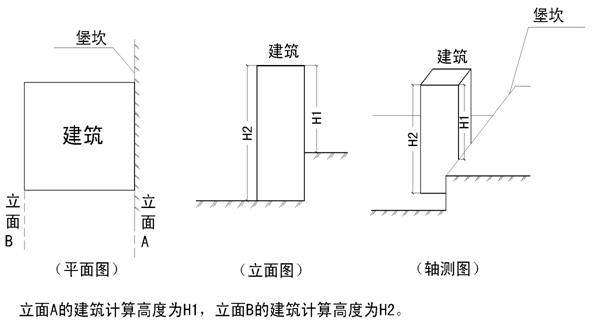 堡坎
建筑
立面B
立面A
（平面图）
建筑
H2
H1
（立面图）
堡坎
建筑
H2
H1
（轴测图）
立面A的建筑计算高度为H1，立面B的建筑计算高度为H2。